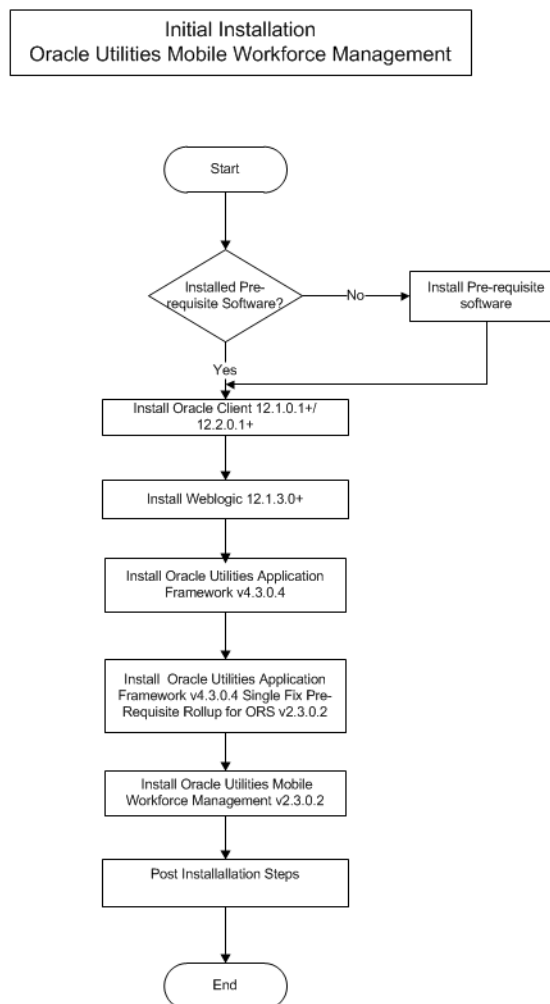 Initial Installation
Oracle Utilities Mobile Workforce Management
Start
Installed Pre-
requisite Software?
No
Install Pre-requisite
software
Yes
Install Oracle Client 12.1.0.1+/
12.2.0.1+
Install Weblogic 12.1.3.0+
Install Oracle Utilities Application
Framework v4.3.0.4
Install Oracle Utilities Application
Framework v4.3.0.4 Single Fix Pre-
Requisite Rollup for ORS v2.3.0.2
Install Oracle Utilities Mobile
Workforce Management v2.3.0.2
Post Installallation Steps
End